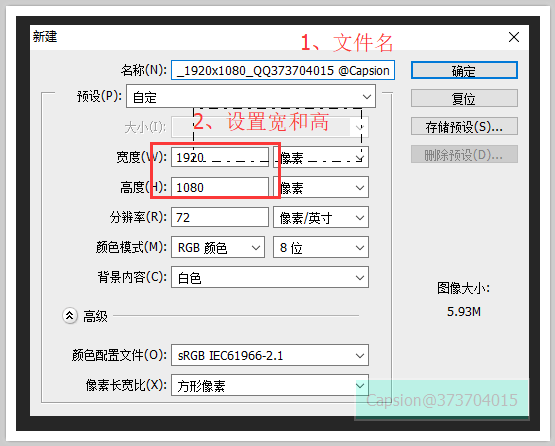 新建
1、文件名
名称(N): _1920x1080_QQ373704015 @Capsion 确定
预设(P): 自定 复位
大小(I): 存储预设(S)...
2、设置宽和高
宽度(W): 1920 像素 删除预设(D)...
高度(H): 1080 像素
分辨率(R): 72 像素/英寸
颜色模式(M): RGB 颜色 8 位
背景内容(C): 白色
图像大小:
5.93M
高级
颜色配置文件(O): sRGB IEC61966-2.1
像素长宽比(X): 方形像素
Capsion@373704015